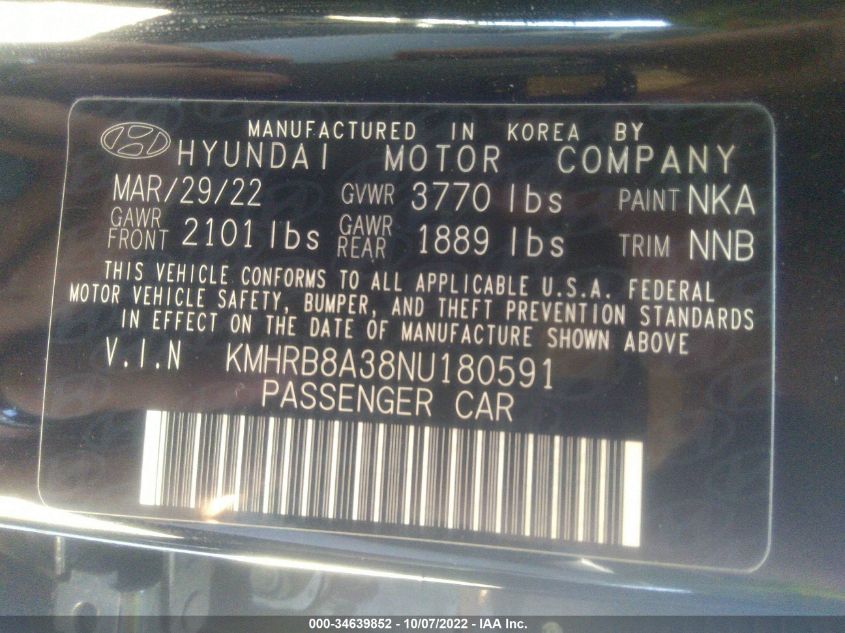 MANUFACTURED IN KOREA BY
HYUNDAI MOTOR COMPANY
MAR/29/22 GVWR 3770 lbs PAINT NKA
GAWR FRONT 2101 lbs GAWR REAR 1889 lbs TRIM NNB
THIS VEHICLE CONFORMS TO ALL APPLICABLE U.S.A. FEDERAL
MOTOR VEHICLE SAFETY, BUMPER, AND THEFT PREVENTION STANDARDS
IN EFFECT ON THE DATE OF MANUFACTURE SHOWN ABOVE
V.I.N KMHRB8A38NU180591
PASSENGER CAR
000-34639852 - 10/07/2022 - IAA Inc.